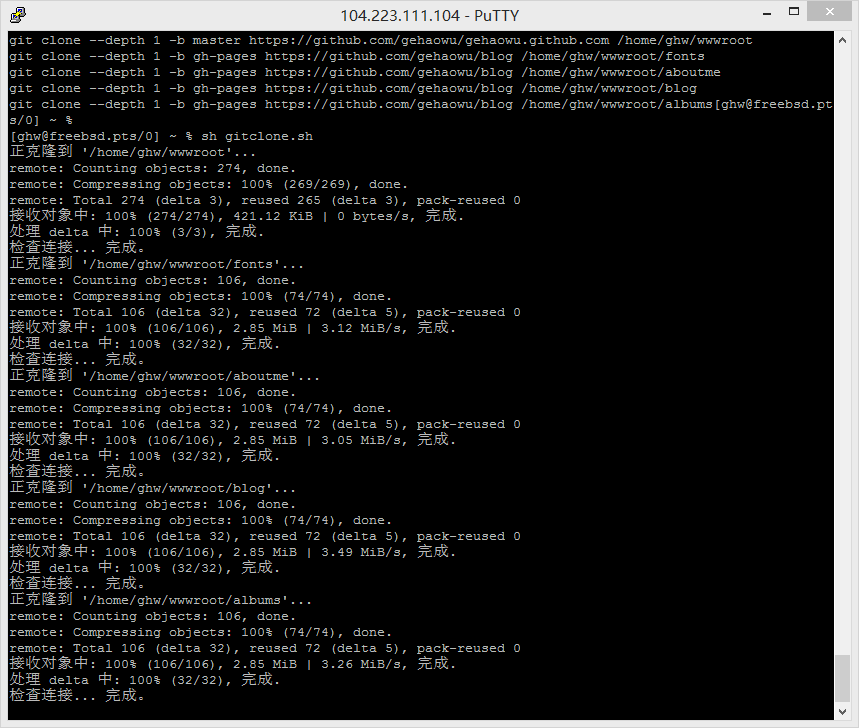 104.223.111.104 - PuTTY
git clone --depth 1 -b master https://github.com/gehaowu/gehaowu.github.com /home/ghw/wwwroot
git clone --depth 1 -b gh-pages https://github.com/gehaowu/blog /home/ghw/wwwroot/fonts
git clone --depth 1 -b gh-pages https://github.com/gehaowu/blog /home/ghw/wwwroot/aboutme
git clone --depth 1 -b gh-pages https://github.com/gehaowu/blog /home/ghw/wwwroot/blog
git clone --depth 1 -b gh-pages https://github.com/gehaowu/blog /home/ghw/wwwroot/albums[ghw@freebsd.pt
s/0] ~ %
[ghw@freebsd.pts/0] ~ % sh gitclone.sh
正克隆到 '/home/ghw/wwwroot'...
remote: Counting objects: 274, done.
remote: Compressing objects: 100% (269/269), done.
remote: Total 274 (delta 3), reused 265 (delta 3), pack-reused 0
接收对象中: 100% (274/274), 421.12 KiB | 0 bytes/s, 完成.
处理 delta 中: 100% (3/3), 完成.
检查连接... 完成。
正克隆到 '/home/ghw/wwwroot/fonts'...
remote: Counting objects: 106, done.
remote: Compressing objects: 100% (74/74), done.
remote: Total 106 (delta 32), reused 72 (delta 5), pack-reused 0
接收对象中: 100% (106/106), 2.85 MiB | 3.12 MiB/s, 完成.
处理 delta 中: 100% (32/32), 完成.
检查连接... 完成。
正克隆到 '/home/ghw/wwwroot/aboutme'...
remote: Counting objects: 106, done.
remote: Compressing objects: 100% (74/74), done.
remote: Total 106 (delta 32), reused 72 (delta 5), pack-reused 0
接收对象中: 100% (106/106), 2.85 MiB | 3.05 MiB/s, 完成.
处理 delta 中: 100% (32/32), 完成.
检查连接... 完成。
正克隆到 '/home/ghw/wwwroot/blog'...
remote: Counting objects: 106, done.
remote: Compressing objects: 100% (74/74), done.
remote: Total 106 (delta 32), reused 72 (delta 5), pack-reused 0
接收对象中: 100% (106/106), 2.85 MiB | 3.49 MiB/s, 完成.
处理 delta 中: 100% (32/32), 完成.
检查连接... 完成。
正克隆到 '/home/ghw/wwwroot/albums'...
remote: Counting objects: 106, done.
remote: Compressing objects: 100% (74/74), done.
remote: Total 106 (delta 32), reused 72 (delta 5), pack-reused 0
接收对象中: 100% (106/106), 2.85 MiB | 3.26 MiB/s, 完成.
处理 delta 中: 100% (32/32), 完成.
检查连接... 完成。